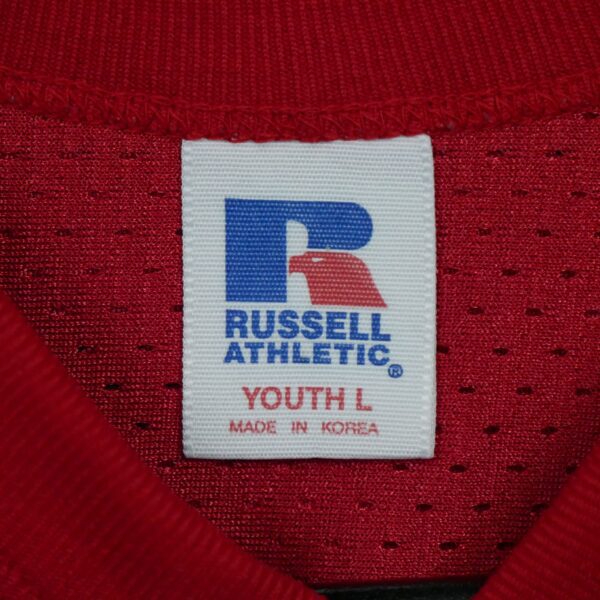 R
RUSSELL
ATHLETIC®
YOUTH L
MADE IN KOREA